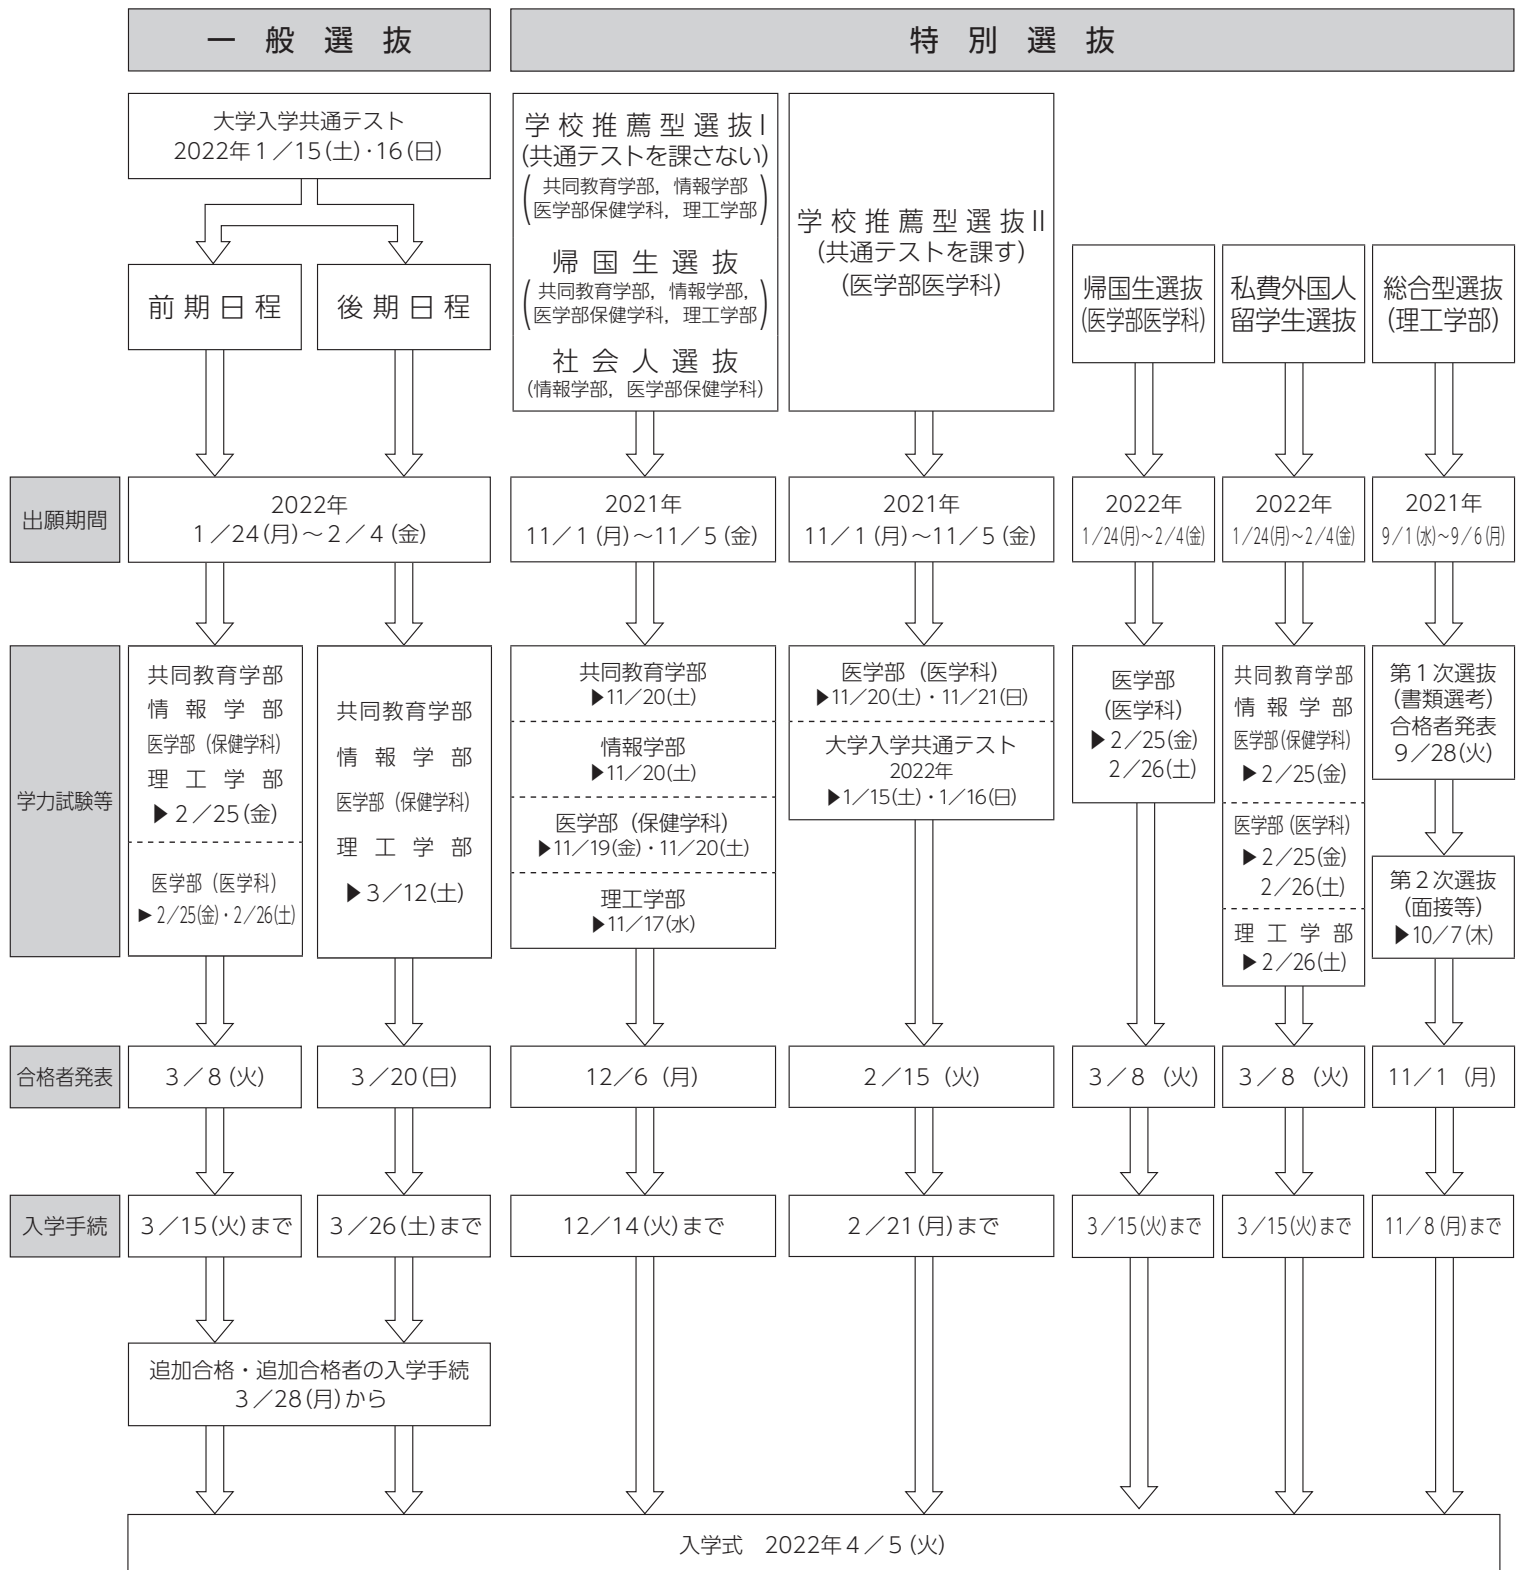 一般選抜
特別選抜
大学入学共通テスト
2022年1/15(土)・16(日)
前期日程
後期日程
学校推薦型選抜Ⅰ
(共通テストを課さない)
(共同教育学部,情報学部
医学部保健学科,理工学部)
帰国生選抜
(共同教育学部,情報学部,
医学部保健学科,理工学部)
社会人選抜
(情報学部,医学部保健学科)
学校推薦型選抜Ⅱ
(共通テストを課す)
(医学部医学科)
帰国生選抜
(医学部医学科)
私費外国人
留学生選抜
総合型選抜
(理工学部)
出願期間
2022年
1/24(月)~2/4(金)
2021年
11/1(月)~11/5(金)
2021年
11/1(月)~11/5(金)
2022年
1/24(月)~2/4(金)
2022年
1/24(月)~2/4(金)
2021年
9/1(水)~9/6(月)
学力試験等
共同教育学部
情報学部
医学部(保健学科)
理工学部
▶2/25(金)
医学部(医学科)
▶2/25(金)・2/26(土)
共同教育学部
情報学部
医学部(保健学科)
理工学部
▶3/12(土)
共同教育学部
▶11/20(土)
情報学部
▶11/20(土)
医学部(保健学科)
▶11/19(金)・11/20(土)
理工学部
▶11/17(水)
医学部(医学科)
▶11/20(土)・11/21(日)
大学入学共通テスト
2022年
▶1/15(土)・1/16(日)
医学部
(医学科)
▶2/25(金)
2/26(土)
共同教育学部
情報学部
医学部(保健学科)
▶2/25(金)
医学部(医学科)
▶2/25(金)
2/26(土)
理工学部
▶2/26(土)
第1次選抜
(書類選考)
合格者発表
9/28(火)
第2次選抜
(面接等)
▶10/7(木)
合格者発表
3/8(火)
3/20(日)
12/6(月)
2/15(火)
3/8(火)
3/8(火)
11/1(月)
入学手続
3/15(火)まで
3/26(土)まで
12/14(火)まで
2/21(月)まで
3/15(火)まで
3/15(火)まで
11/8(月)まで
追加合格・追加合格者の入学手続
3/28(月)から
入学式 2022年4/5(火)